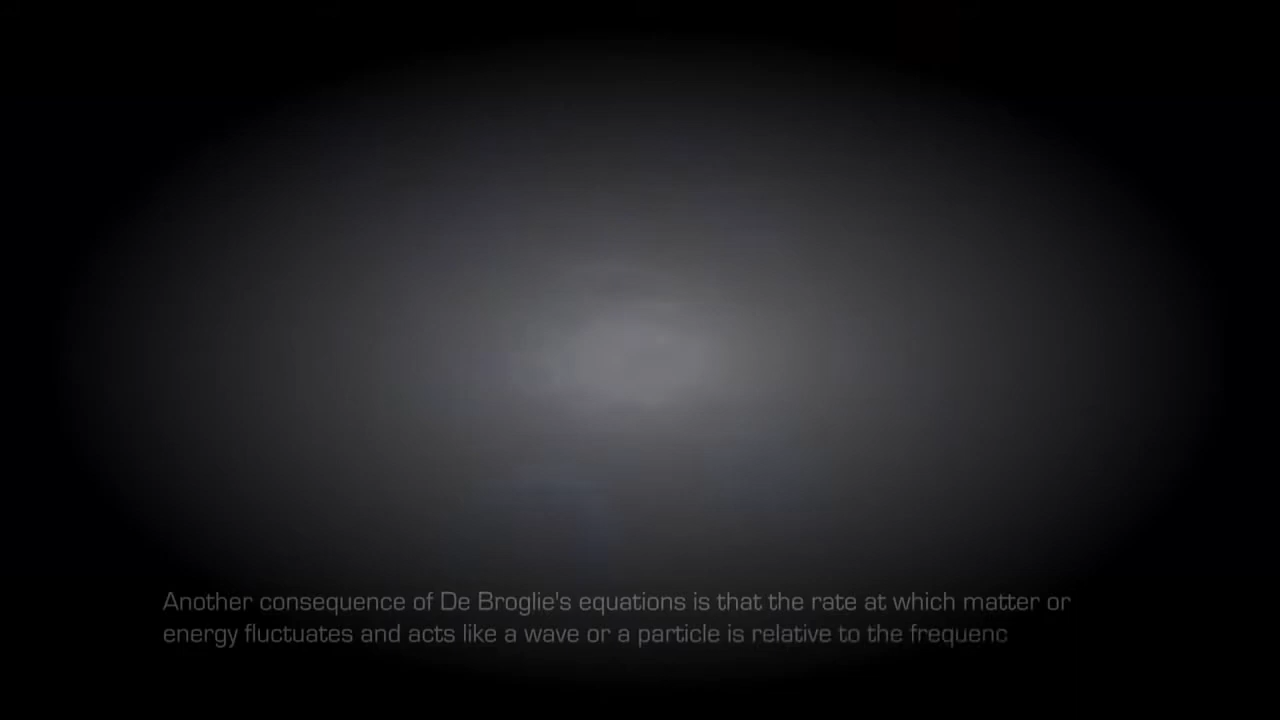 Another consequence of De Broglie's equations is that the rate at which matter or
energy fluctuates and acts like a wave or a particle is relative to the frequenc